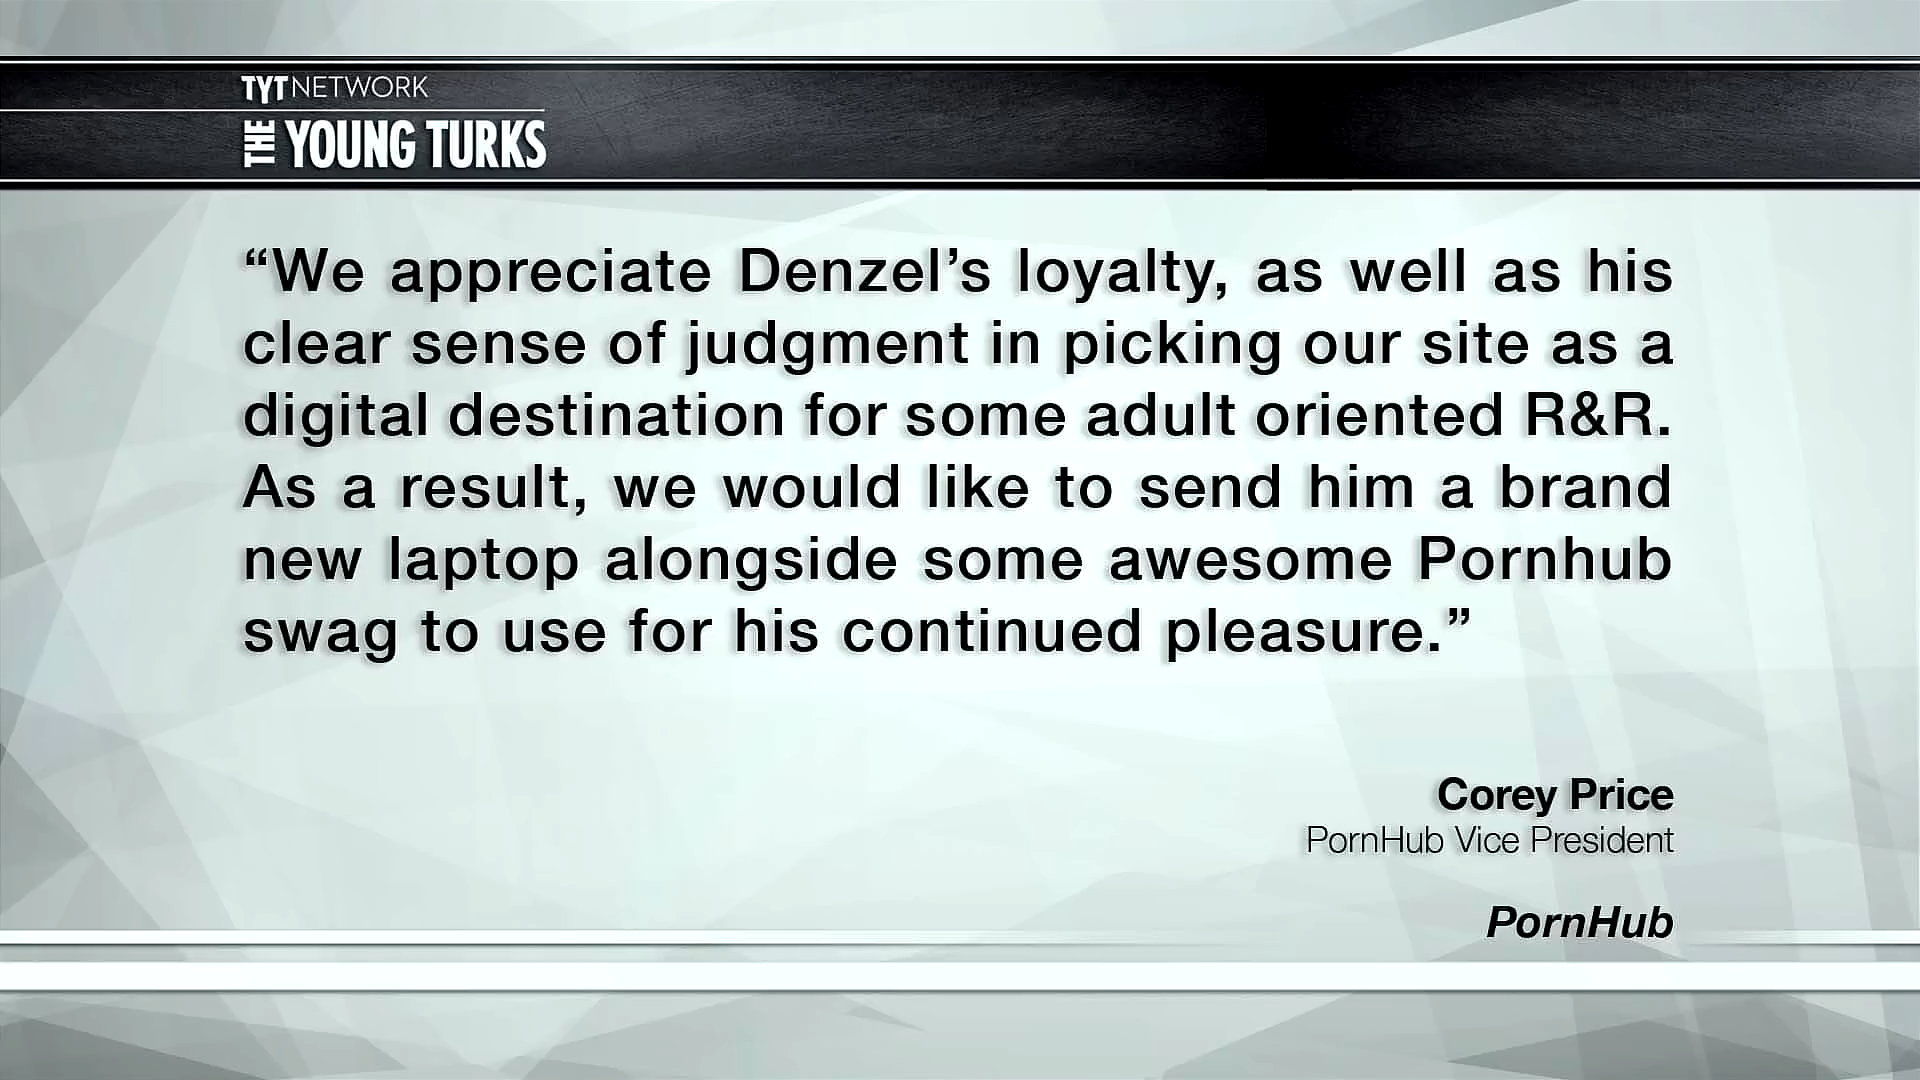 TYTNETWORK
THE YOUNG TURKS
“We appreciate Denzel’s loyalty, as well as his
clear sense of judgment in picking our site as a
digital destination for some adult oriented R&R.
As a result, we would like to send him a brand
new laptop alongside some awesome Pornhub
swag to use for his continued pleasure.”
Corey Price
PornHub Vice President
PornHub